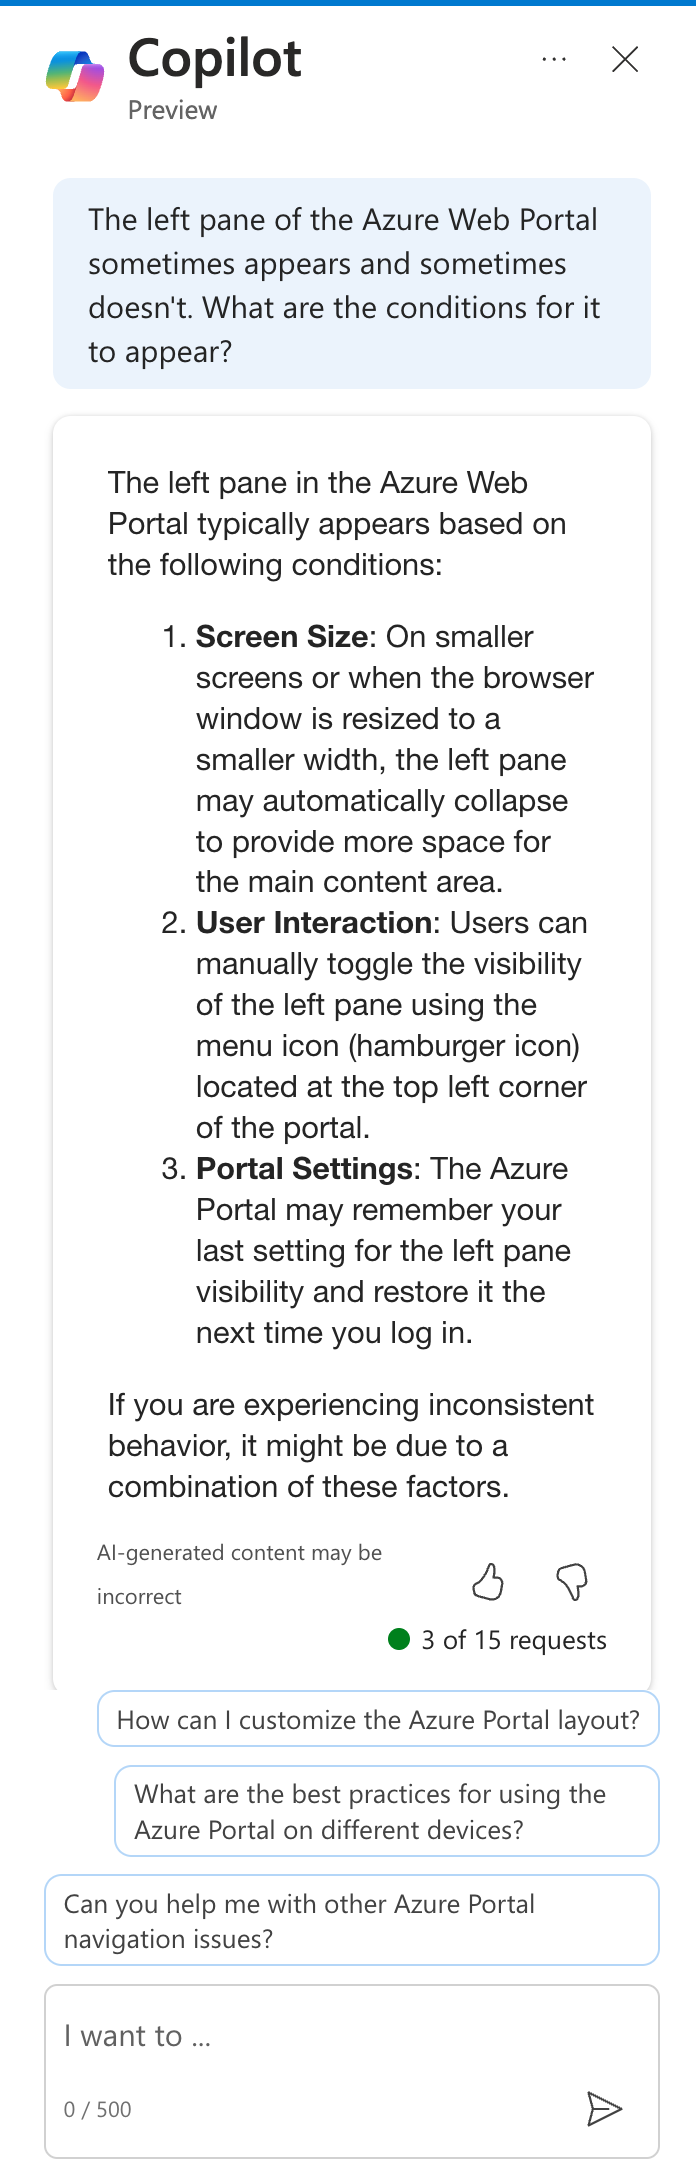 Copilot
Preview
The left pane of the Azure Web Portal
sometimes appears and sometimes
doesn't. What are the conditions for it
to appear?
The left pane in the Azure Web
Portal typically appears based on
the following conditions:
1. Screen Size: On smaller
screens or when the browser
window is resized to a
smaller width, the left pane
may automatically collapse
to provide more space for
the main content area.
2. User Interaction: Users can
manually toggle the visibility
of the left pane using the
menu icon (hamburger icon)
located at the top left corner
of the portal.
3. Portal Settings: The Azure
Portal may remember your
last setting for the left pane
visibility and restore it the
next time you log in.
If you are experiencing inconsistent
behavior, it might be due to a
combination of these factors.
AI-generated content may be
incorrect
3 of 15 requests
How can I customize the Azure Portal layout?
What are the best practices for using the
Azure Portal on different devices?
Can you help me with other Azure Portal
navigation issues?
I want to ...
0 / 500